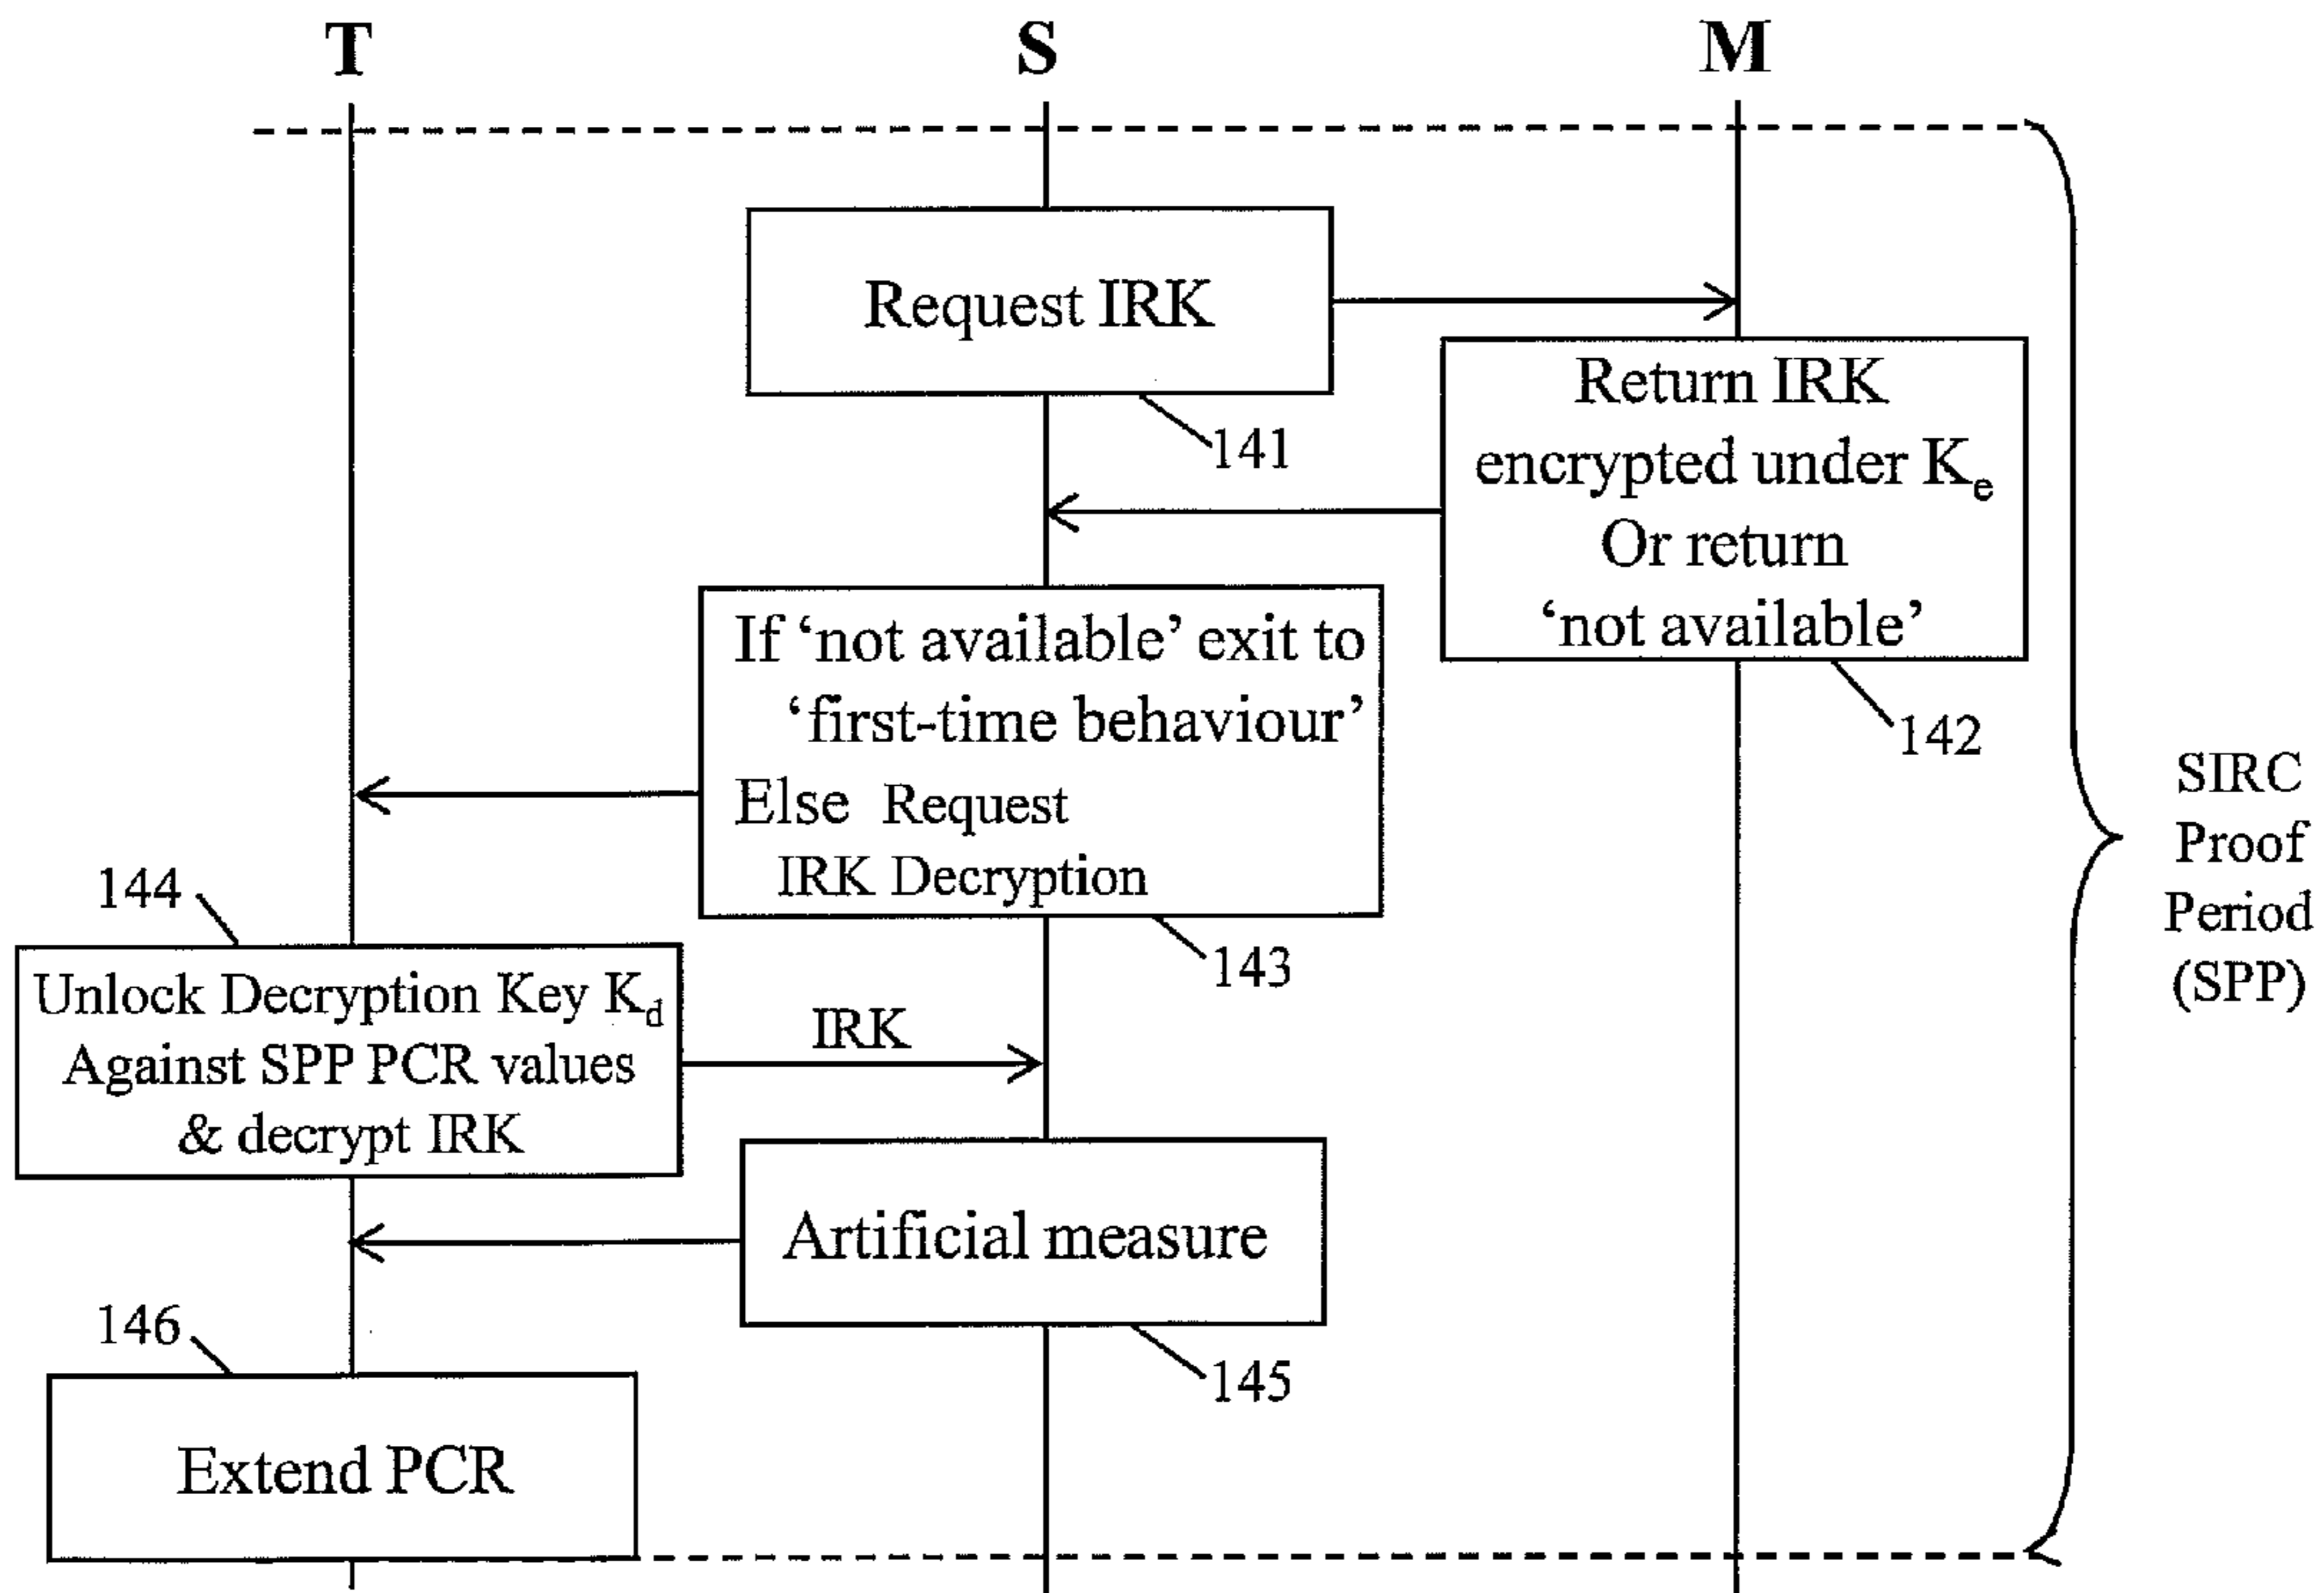 T
S
M
Request IRK
141
Return IRK
encrypted under Ke
Or return
‘not available’
142
If ‘not available’ exit to
‘first-time behaviour’
Else Request
IRK Decryption
143
SIRC
Proof
Period
(SPP)
144
Unlock Decryption Key Kd
Against SPP PCR values
& decrypt IRK
IRK
Artificial measure
145
146
Extend PCR